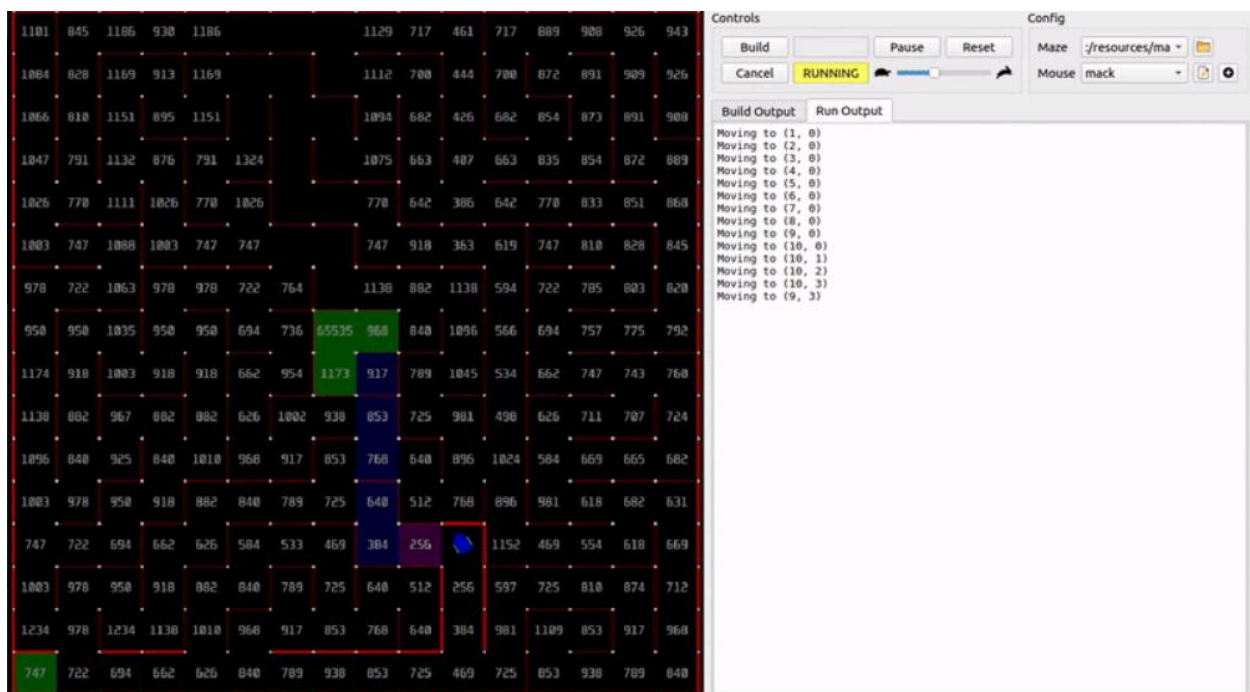 1101 845 1186 930 1186 1129 717 461 717 889 908 926 943
1084 828 1169 913 1169 1112 700 444 700 872 891 909 926
1066 810 1151 895 1151 1094 682 426 682 854 873 891 908
1047 791 1132 876 791 1324 1075 663 407 663 835 854 872 889
1026 770 1111 1026 770 1026 770 642 386 642 770 833 851 868
1003 747 1088 1003 747 747 747 918 363 619 747 810 828 845
978 722 1063 978 978 722 764 1138 882 1138 594 722 785 803 820
950 950 1035 950 950 694 736 65535 968 840 1096 566 694 757 775 792
1174 918 1003 918 918 662 954 1173 917 789 1045 534 662 747 743 760
1138 882 967 882 882 626 1002 938 853 725 981 498 626 711 707 724
1096 840 925 840 1010 968 917 853 768 640 896 1024 584 669 665 682
1003 978 950 918 882 840 789 725 640 512 768 896 981 618 682 631
747 722 694 662 626 584 533 469 384 256 1152 469 554 618 669
1003 978 950 918 882 840 789 725 640 512 256 597 725 810 874 712
1234 978 1234 1138 1010 968 917 853 768 640 384 981 1109 853 917 968
747 722 694 662 626 840 789 938 853 725 469 725 853 938 789 840
Controls
Build Pause Reset
Cancel RUNNING
Config
Maze :/resources/ma
Mouse mack
Build Output Run Output
Moving to (1, 0)
Moving to (2, 0)
Moving to (3, 0)
Moving to (4, 0)
Moving to (5, 0)
Moving to (6, 0)
Moving to (7, 0)
Moving to (8, 0)
Moving to (9, 0)
Moving to (10, 0)
Moving to (10, 1)
Moving to (10, 2)
Moving to (10, 3)
Moving to (9, 3)